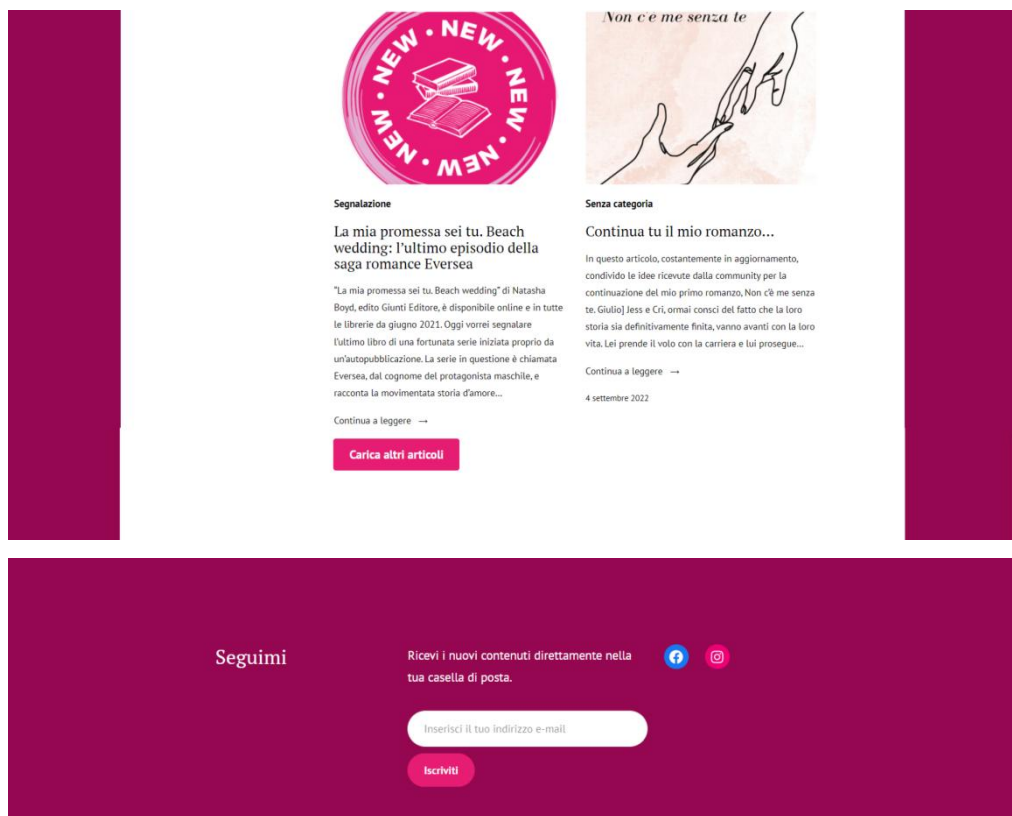 NEW · NEW · NEW · NEW · NEW · NEW ·
Segnalazione
La mia promessa sei tu. Beach
wedding: l'ultimo episodio della
saga romance Eversea
"La mia promessa sei tu. Beach wedding" di Natasha
Boyd, edito Giunti Editore, è disponibile online e in tutte
le librerie da giugno 2021. Oggi vorrei segnalare
l'ultimo libro di una fortunata serie iniziata proprio da
un'autopubblicazione. La serie in questione è chiamata
Eversea, dal cognome del protagonista maschile, e
racconta la movimentata storia d'amore…
Continua a leggere →
Carica altri articoli
Non c'è me senza te
Senza categoria
Continua tu il mio romanzo…
In questo articolo, costantemente in aggiornamento,
condivido le idee ricevute dalla community per la
continuazione del mio primo romanzo, Non c'è me senza
te. Giulio] Jess e Cri, ormai consci del fatto che la loro
storia sia definitivamente finita, vanno avanti con la loro
vita. Lei prende il volo con la carriera e lui prosegue…
Continua a leggere →
4 settembre 2022
Seguimi
Ricevi i nuovi contenuti direttamente nella
tua casella di posta.
Inserisci il tuo indirizzo e-mail
Iscriviti